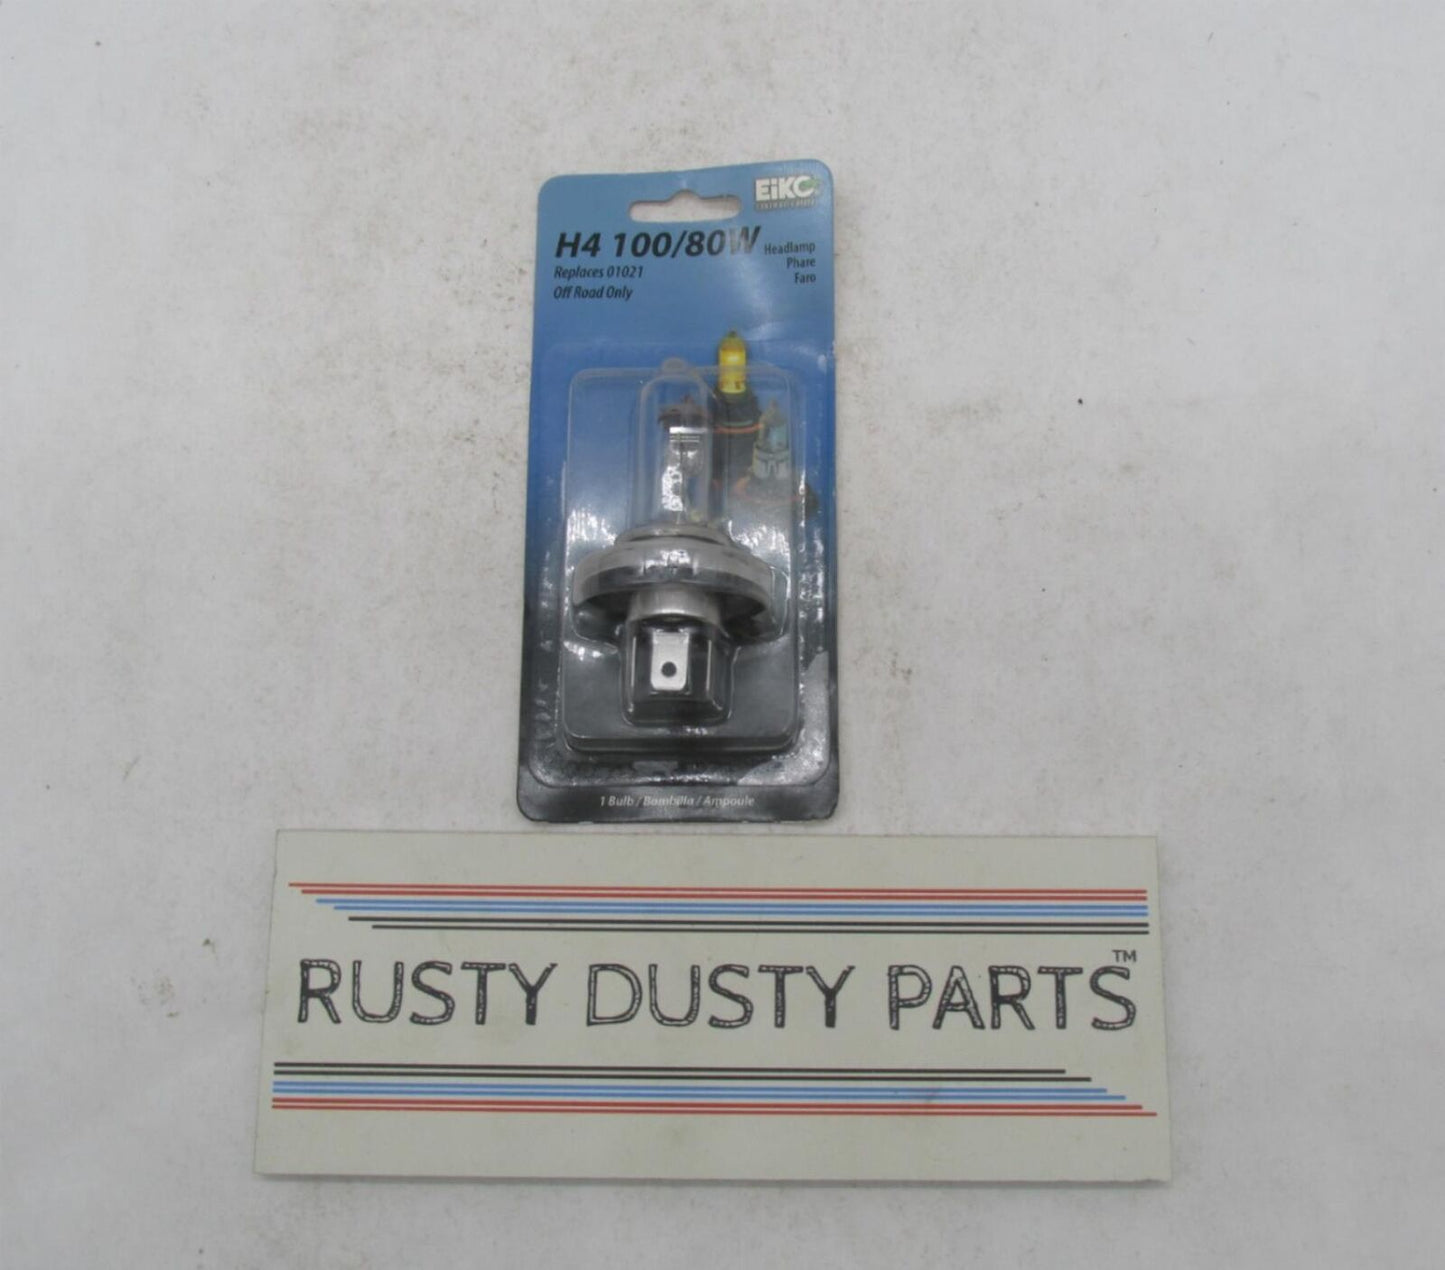 EiKO
H4 100/80W
Headlamp
Replaces 01021
Phare
Off Road Only
Faro
1 Bulb / Bombilla / Ampoule
RUSTY DUSTY PARTS™